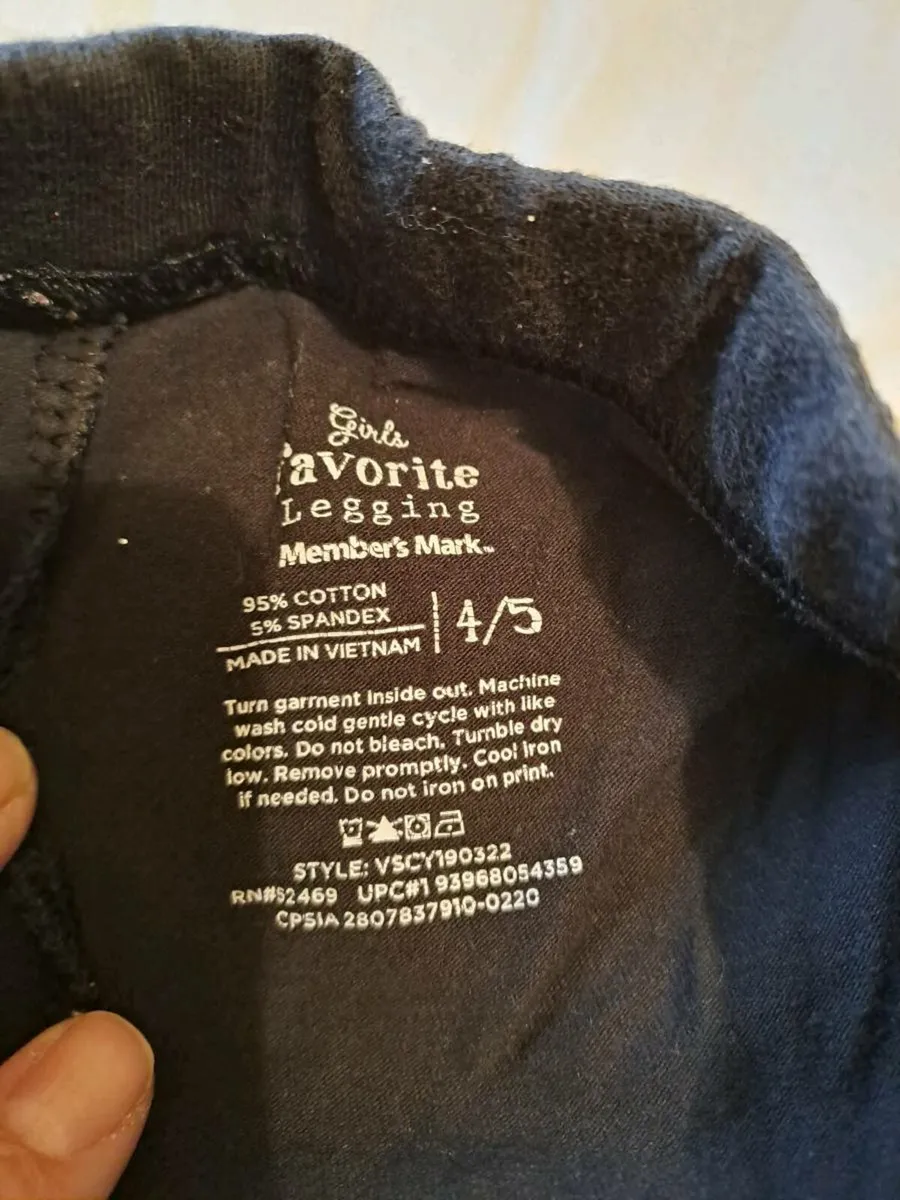 Girls
Favorite
Legging
Member's Mark™
95% COTTON
5% SPANDEX
4/5
MADE IN VIETNAM
Turn garment inside out. Machine
wash cold gentle cycle with like
colors. Do not bleach. Tumble dry
low. Remove promptly. Cool iron
if needed. Do not iron on print.
STYLE: VSCY190322
RN#52469 UPC#1 93968054359
CPSIA 2807837910-0220